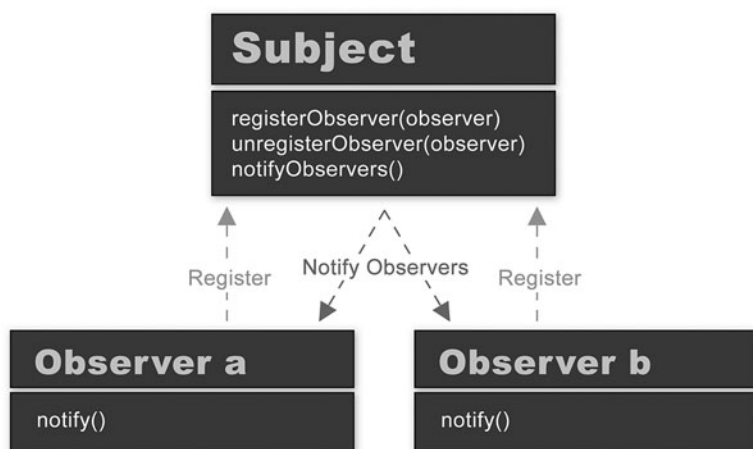 Subject
registerObserver(observer)
unregisterObserver(observer)
notifyObservers()
Register
Notify Observers
Register
Observer a
notify()
Observer b
notify()